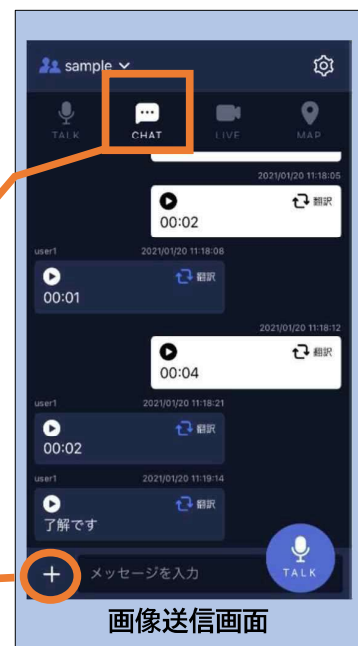 sample
TALK CHAT LIVE MAP
2021/01/20 11:18:05
翻訳
00:02
user1 2021/01/20 11:18:08
翻訳
00:01
2021/01/20 11:18:12
翻訳
00:04
user1 2021/01/20 11:18:21
翻訳
00:02
user1 2021/01/20 11:19:14
翻訳
了解です
+ メッセージを入力
TALK
画像送信画面